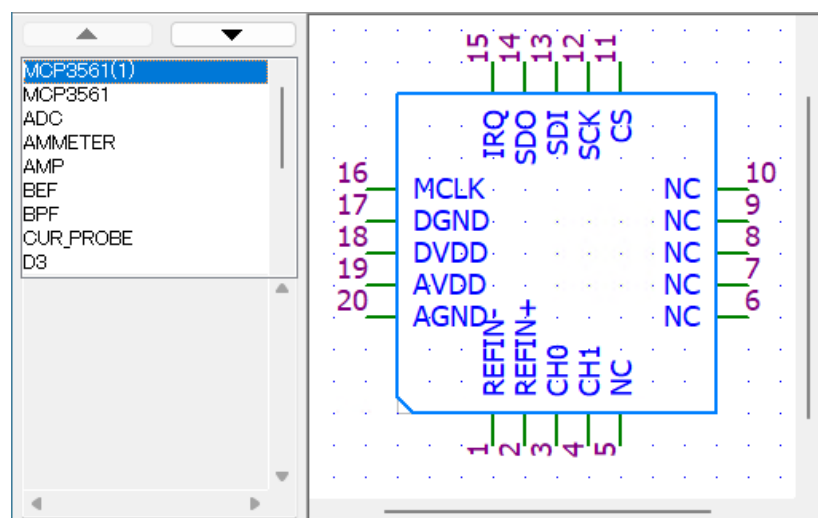 MCP3561(1)
MCP3561
ADC
AMMETER
AMP
BEF
BPF
CUR_PROBE
D3
15 14 13 12 11
IRQ SDO SDI SCK CS
16 MCLK NC 10
17 DGND NC 9
18 DVDD NC 8
19 AVDD NC 7
20 AGND NC 6
REFIN- REFIN+ CH0 CH1 NC
1 2 3 4 5